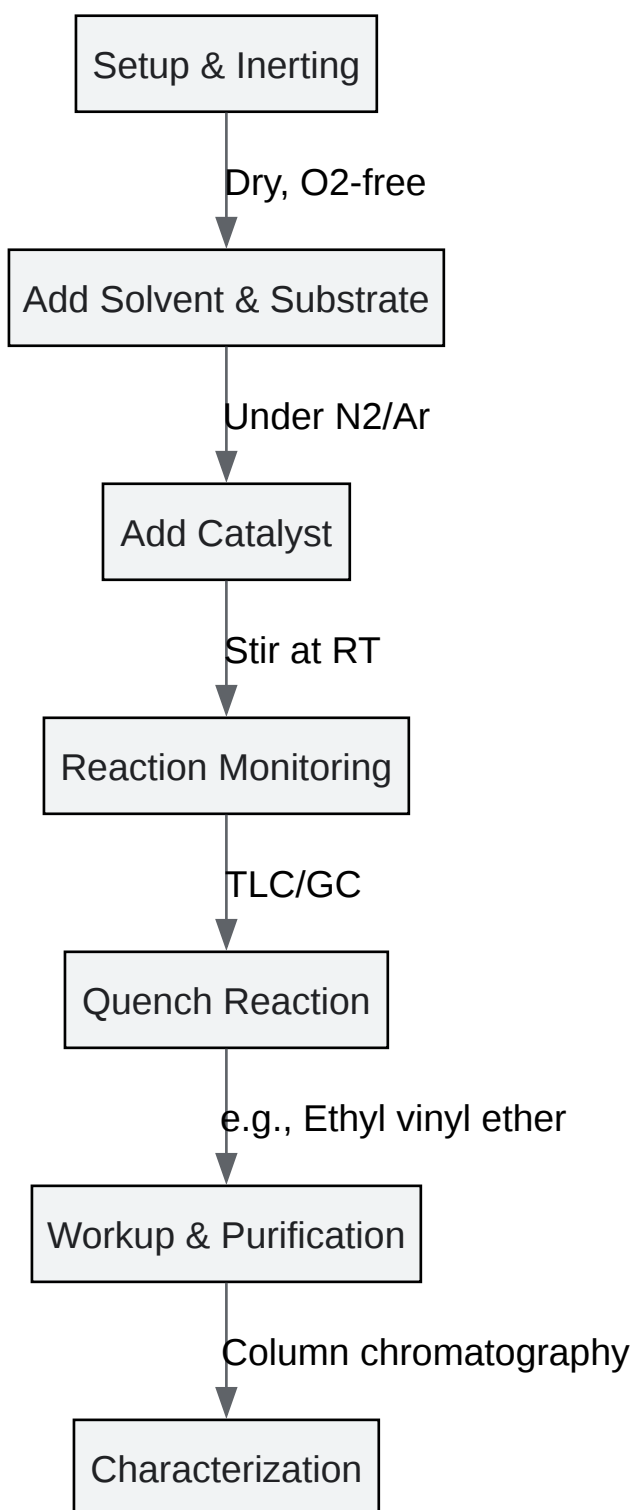 Setup & Inerting
Dry, O2-free
Add Solvent & Substrate
Under N2/Ar
Add Catalyst
Stir at RT
Reaction Monitoring
TLC/GC
Quench Reaction
e.g., Ethyl vinyl ether
Workup & Purification
Column chromatography
Characterization